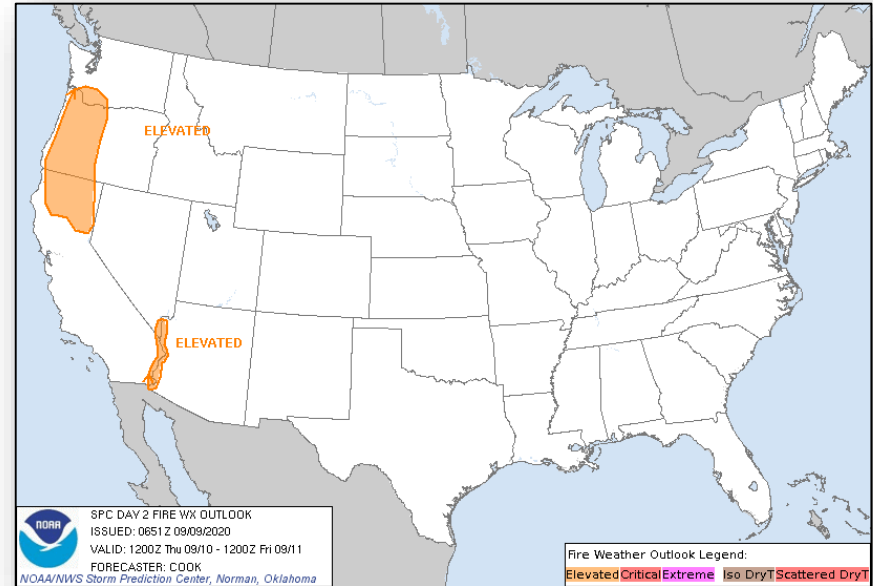 ELEVATED
ELEVATED
NOAA
SPC DAY 2 FIRE WX OUTLOOK
ISSUED: 0651Z 09/09/2020
VALID: 1200Z Thu 09/10 - 1200Z Fri 09/11
FORECASTER: COOK
NOAA/NWS Storm Prediction Center, Norman, Oklahoma
Fire Weather Outlook Legend:
Elevated Critical Extreme Iso DryT Scattered DryT